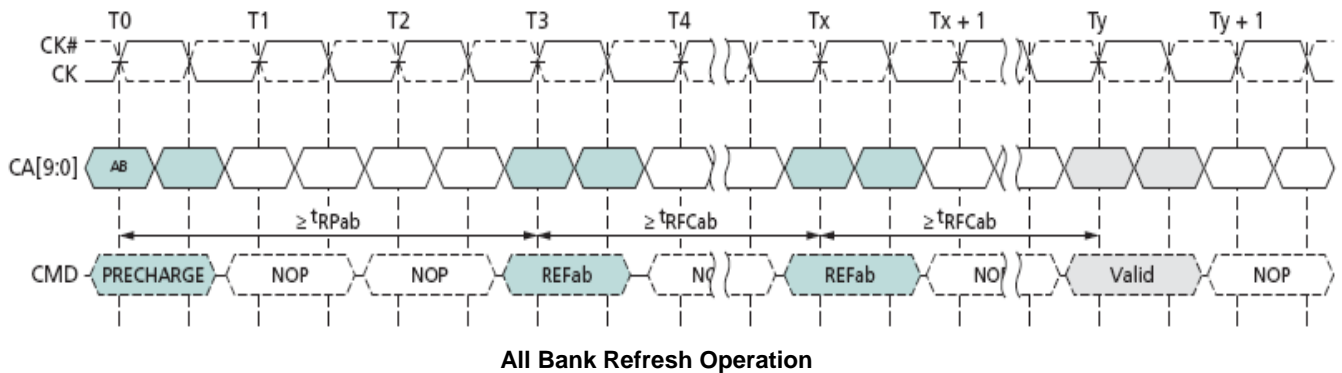 T0 T1 T2 T3 T4 Tx Tx + 1 Ty Ty + 1
CK#
CK
CA[9:0] AB
≥ tRPab ≥ tRFCab ≥ tRFCab
CMD PRECHARGE NOP NOP REFab NO REFab NO Valid NOP
All Bank Refresh Operation